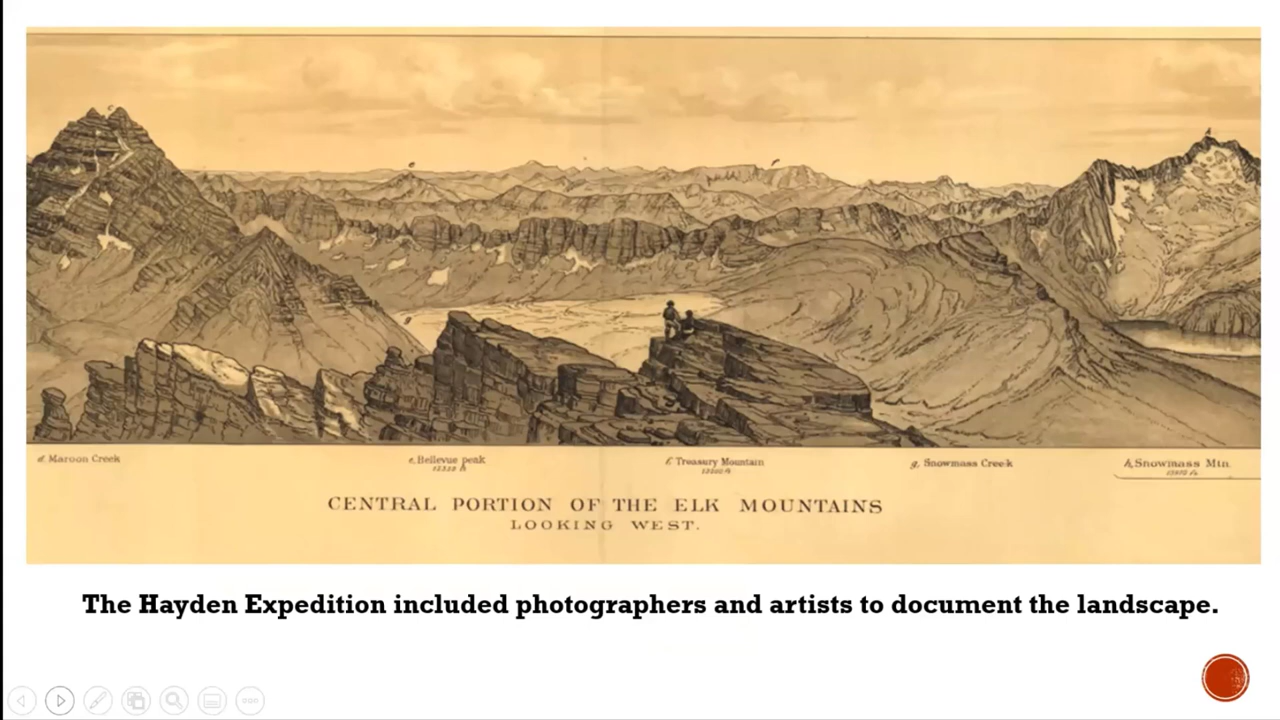 d. Maroon Creek
e. Bellevue peak
f. Treasury Mountain
g. Snowmass Creek
h. Snowmass Mtn.
CENTRAL PORTION OF THE ELK MOUNTAINS
LOOKING WEST.
The Hayden Expedition included photographers and artists to document the landscape.